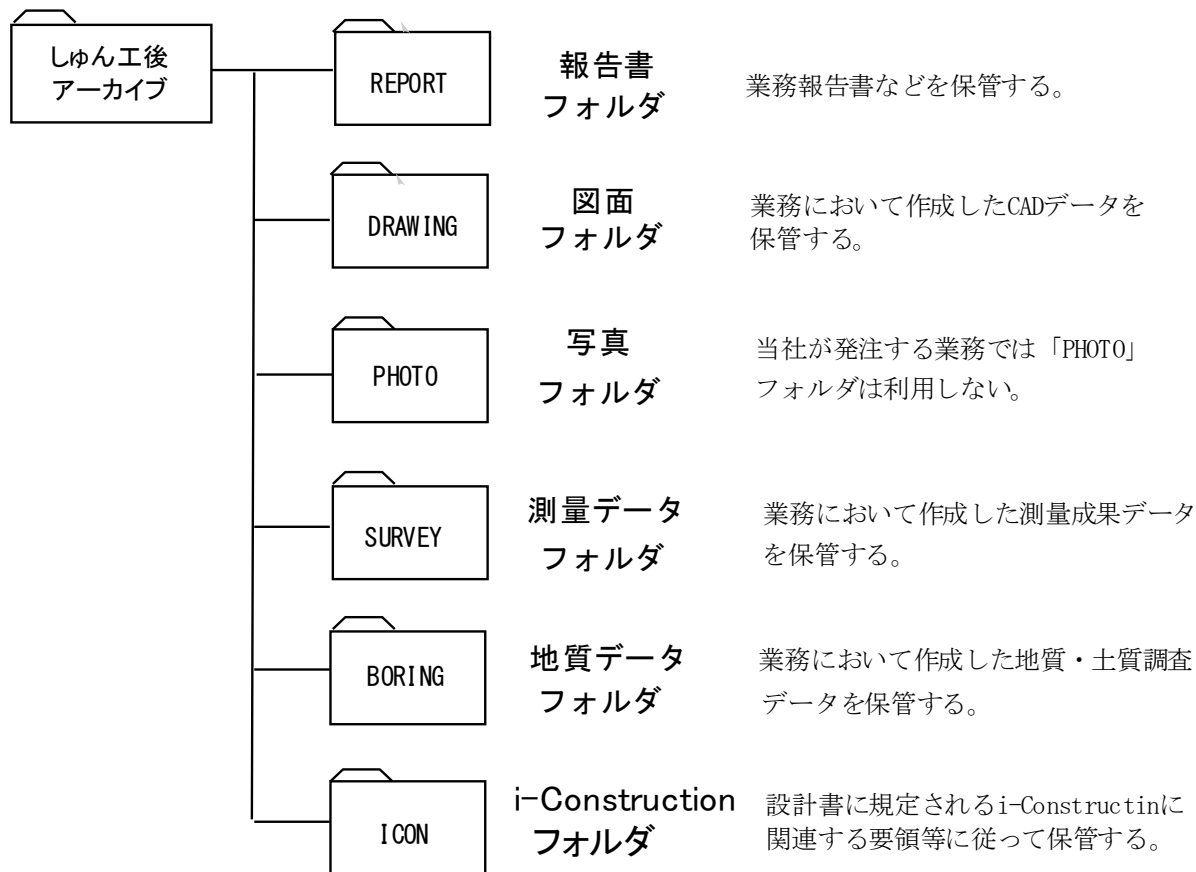 しゅん工後
アーカイブ
REPORT
報告書
フォルダ
業務報告書などを保管する。
DRAWING
図面
フォルダ
業務において作成したCADデータを
保管する。
PHOTO
写真
フォルダ
当社が発注する業務では「PHOTO」
フォルダは利用しない。
SURVEY
測量データ
フォルダ
業務において作成した測量成果データ
を保管する。
BORING
地質データ
フォルダ
業務において作成した地質・土質調査
データを保管する。
ICON
i-Construction
フォルダ
設計書に規定されるi-Constructinに
関連する要領等に従って保管する。